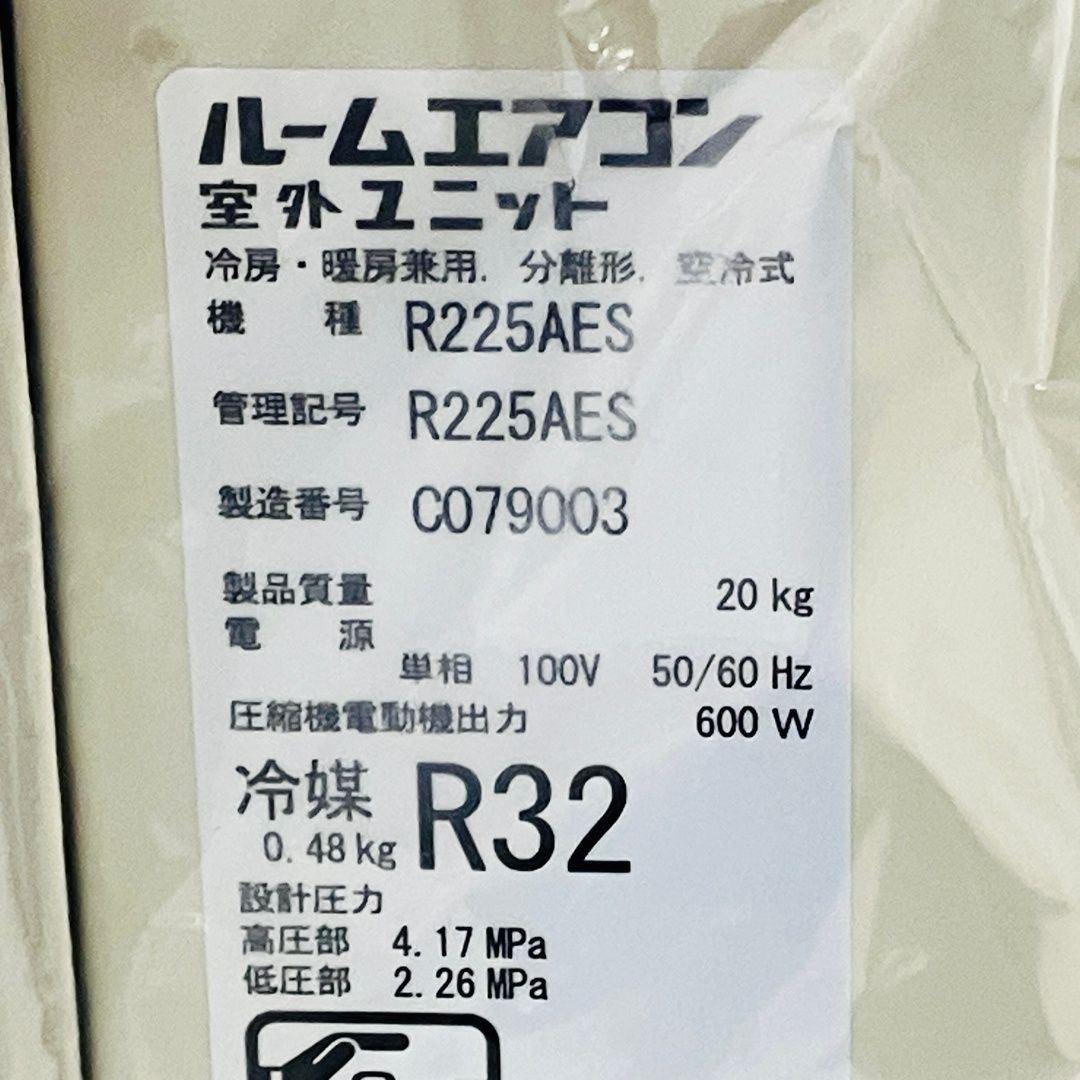 ルームエアコン
室外ユニット
冷房・暖房兼用. 分離形. 空冷式
機種 R225AES
管理記号 R225AES
製造番号 C079003
製品質量 20 kg
電源
単相 100V 50/60 Hz
圧縮機電動機出力 600 W
冷媒 R32
0.48kg
設計圧力
高圧部 4.17 MPa
低圧部 2.26 MPa